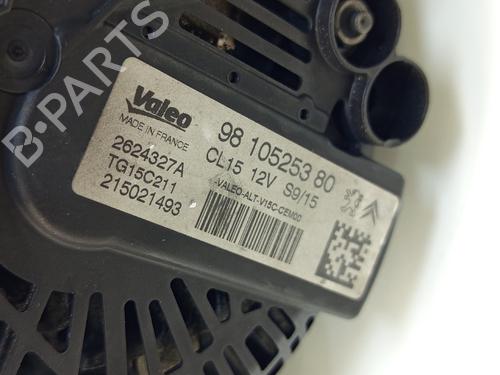 B-PARTS
Valeo
MADE IN FRANCE
98 105253 80
2624327A
CL15 12V S9/15
TG15C211
-VALEO-ALT-V15C-CEM00
215021493